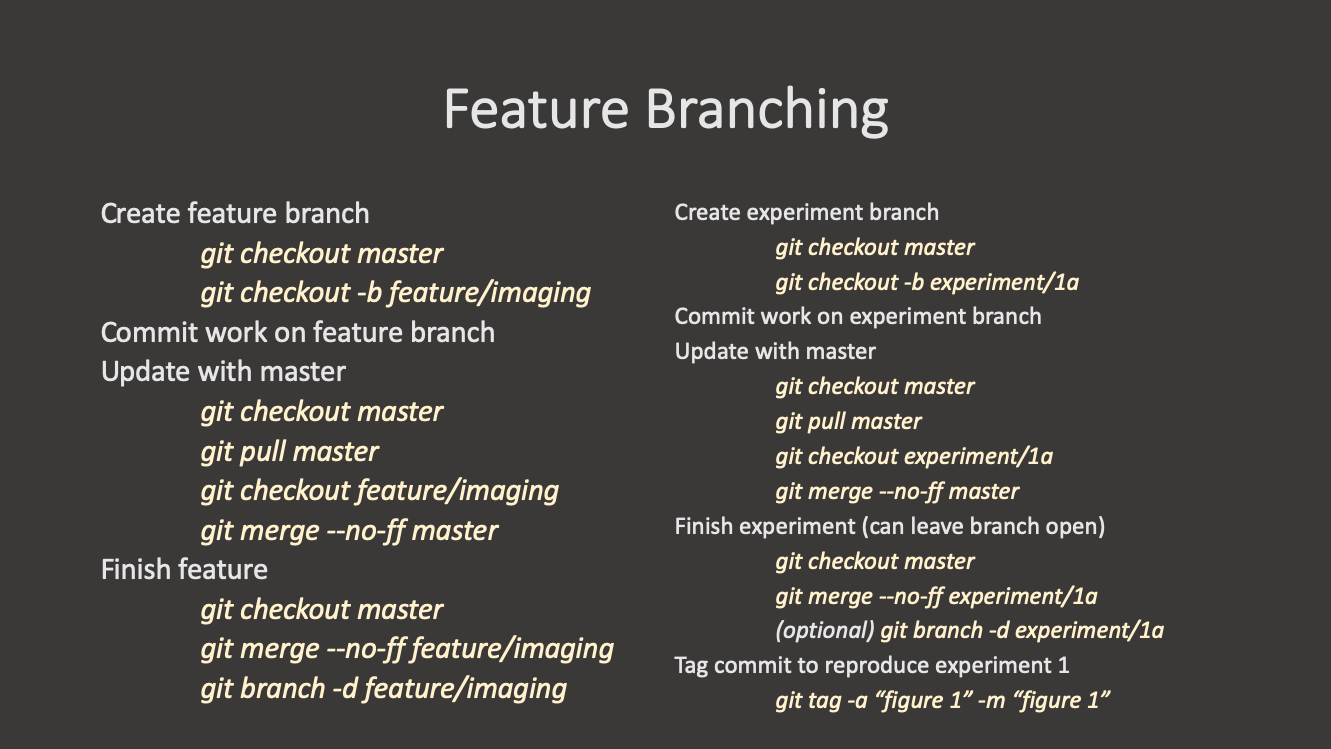 Feature Branching
Create feature branch
git checkout master
git checkout -b feature/imaging
Commit work on feature branch
Update with master
git checkout master
git pull master
git checkout feature/imaging
git merge --no-ff master
Finish feature
git checkout master
git merge --no-ff feature/imaging
git branch -d feature/imaging
Create experiment branch
git checkout master
git checkout -b experiment/1a
Commit work on experiment branch
Update with master
git checkout master
git pull master
git checkout experiment/1a
git merge --no-ff master
Finish experiment (can leave branch open)
git checkout master
git merge --no-ff experiment/1a
(optional) git branch -d experiment/1a
Tag commit to reproduce experiment 1
git tag -a “figure 1” -m “figure 1”